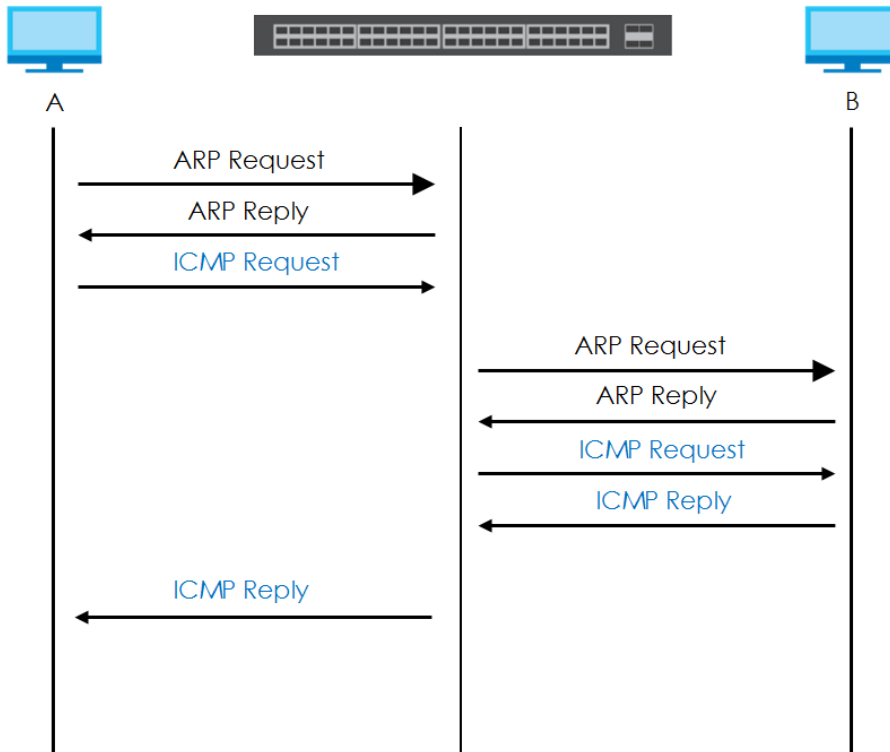 A
B
ARP Request
ARP Reply
ICMP Request
ARP Request
ARP Reply
ICMP Request
ICMP Reply
ICMP Reply